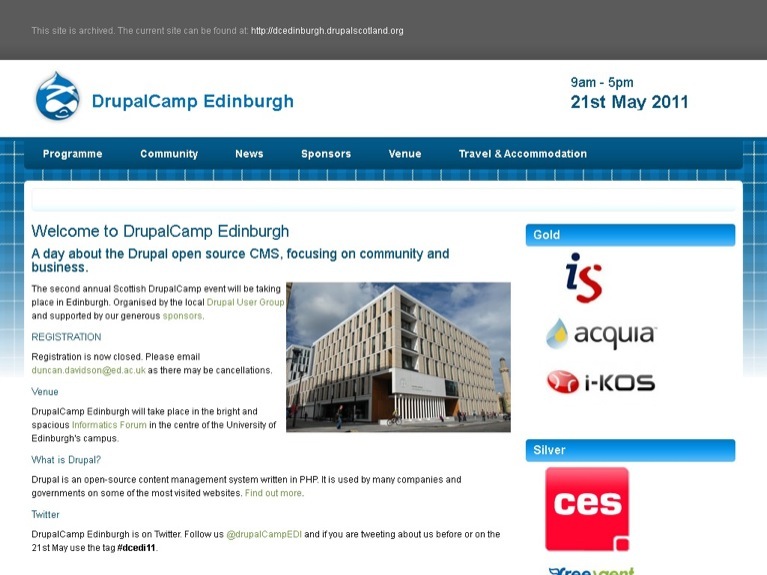 This site is archived. The current site can be found at: http://dcedinburgh.drupalscotland.org
DrupalCamp Edinburgh
9am - 5pm
21st May 2011
Programme Community News Sponsors Venue Travel & Accommodation
Welcome to DrupalCamp Edinburgh
A day about the Drupal open source CMS, focusing on community and
business.
The second annual Scottish DrupalCamp event will be taking
place in Edinburgh. Organised by the local Drupal User Group
and supported by our generous sponsors.
REGISTRATION
Registration is now closed. Please email
duncan.davidson@ed.ac.uk as there may be cancellations.
Venue
DrupalCamp Edinburgh will take place in the bright and
spacious Informatics Forum in the centre of the University of
Edinburgh's campus.
What is Drupal?
Drupal is an open-source content management system written in PHP. It is used by many companies and
governments on some of the most visited websites. Find out more.
Twitter
DrupalCamp Edinburgh is on Twitter. Follow us @drupalCampEDI and if you are tweeting about us before or on the
21st May use the tag #dcedi11.
Gold
is
acquia
i-KOS
Silver
ces
freeagent